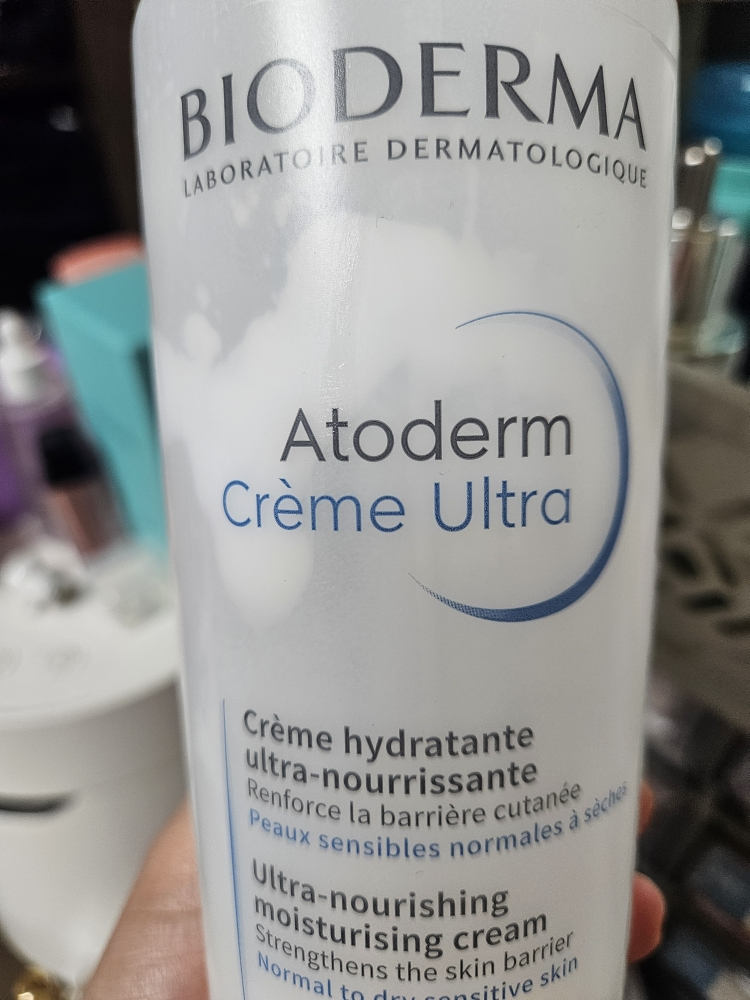 BIODERMA
LABORATOIRE DERMATOLOGIQUE
Atoderm
Crème Ultra
Crème hydratante
ultra-nourrissante
Renforce la barrière cutanée
Peaux sensibles normales à sèches
Ultra-nourishing
moisturising cream
Strengthens the skin barrier
Normal to dry sensitive skin